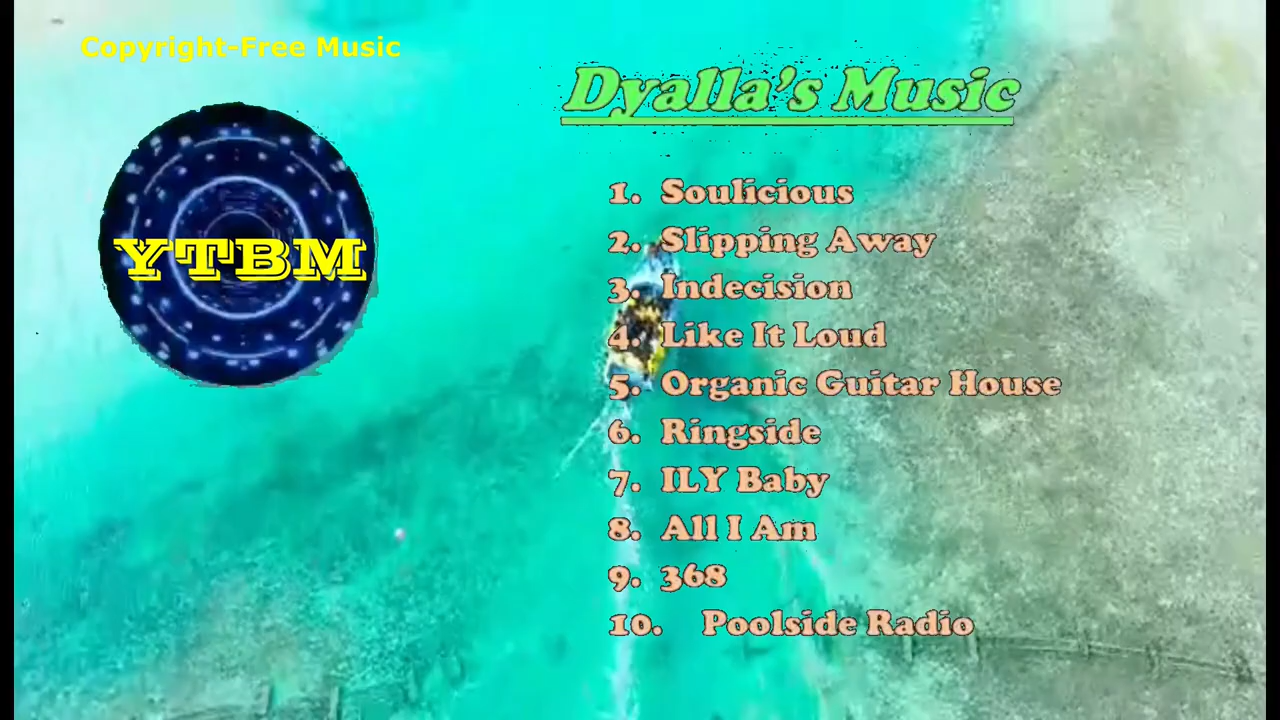 Copyright-Free Music
YTBM
Dyalla's Music
1. Soulicious
2. Slipping Away
3. Indecision
4. Like It Loud
5. Organic Guitar House
6. Ringside
7. ILY Baby
8. All I Am
9. 368
10. Poolside Radio